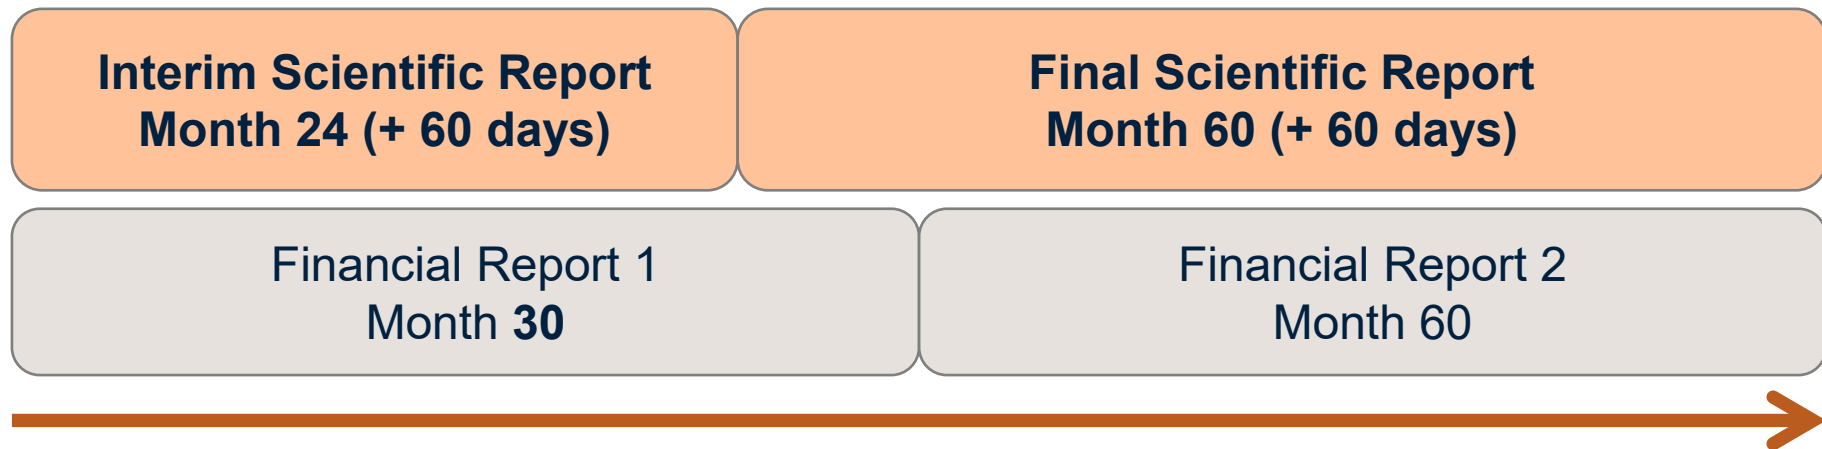 Interim Scientific Report
Month 24 (+ 60 days)
Final Scientific Report
Month 60 (+ 60 days)
Financial Report 1
Month 30
Financial Report 2
Month 60